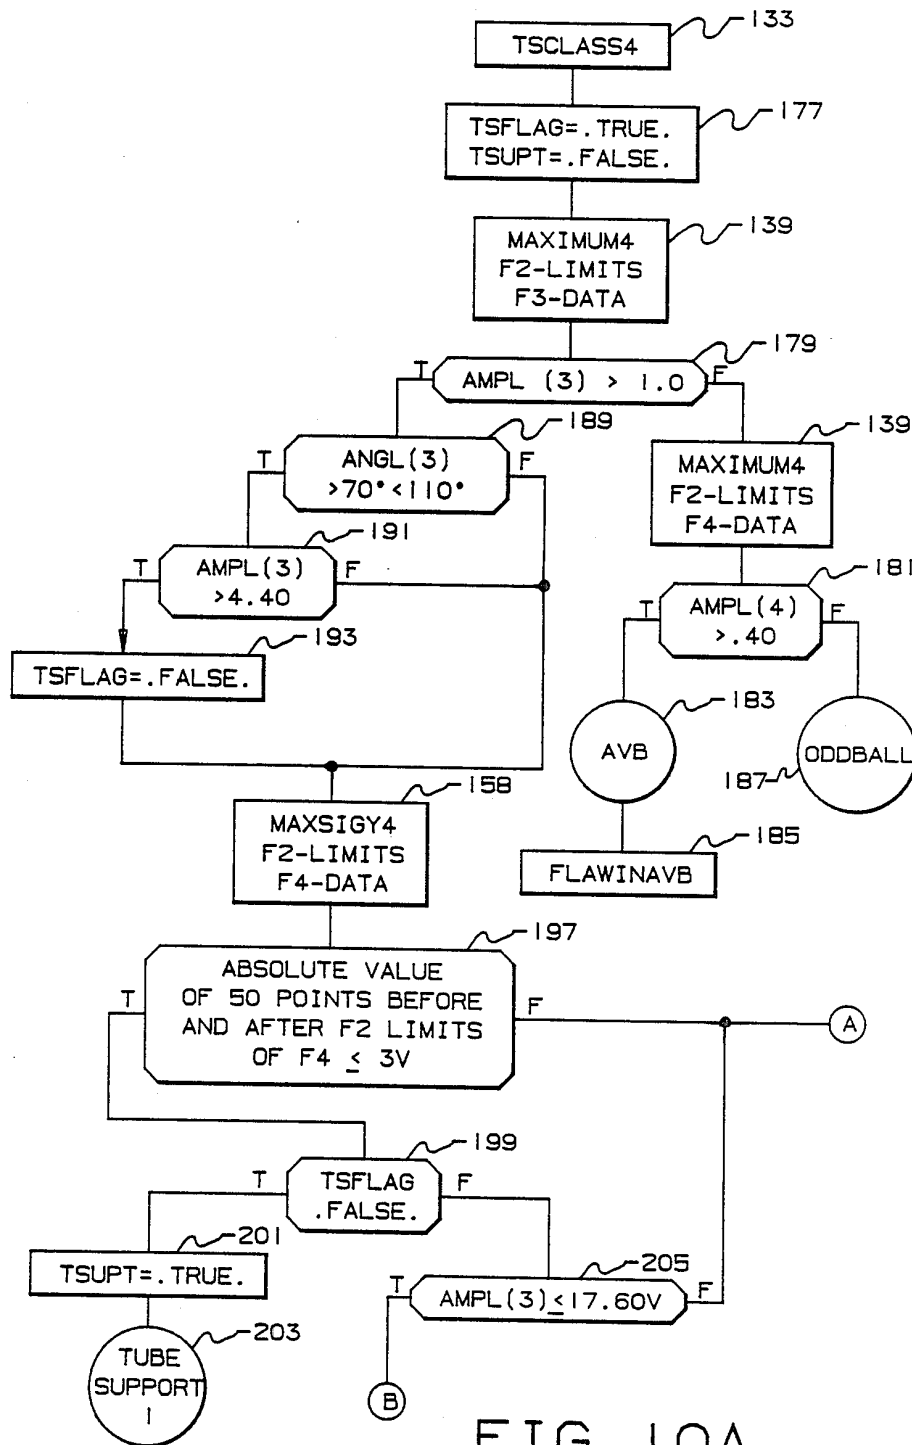 TSCLASS4
133
TSFLAG=.TRUE.
TSUPT=.FALSE.
177
MAXIMUM4
F2-LIMITS
F3-DATA
139
T
AMPL (3) > 1.0
F
179
189
T
ANGL(3)
>70°<110°
F
139
MAXIMUM4
F2-LIMITS
F4-DATA
191
T
AMPL(3)
>4.40
F
181
T
AMPL(4)
>.40
F
193
TSFLAG=.FALSE.
183
AVB
ODDBALL
187
158
MAXSIGY4
F2-LIMITS
F4-DATA
185
FLAWINAVB
197
T
ABSOLUTE VALUE
OF 50 POINTS BEFORE
AND AFTER F2 LIMITS
OF F4 ≤ 3V
F
A
199
T
TSFLAG
.FALSE.
F
201
TSUPT=.TRUE.
205
T
AMPL(3)≤17.60V
F
203
TUBE
SUPPORT
1
B
FIG. 10A